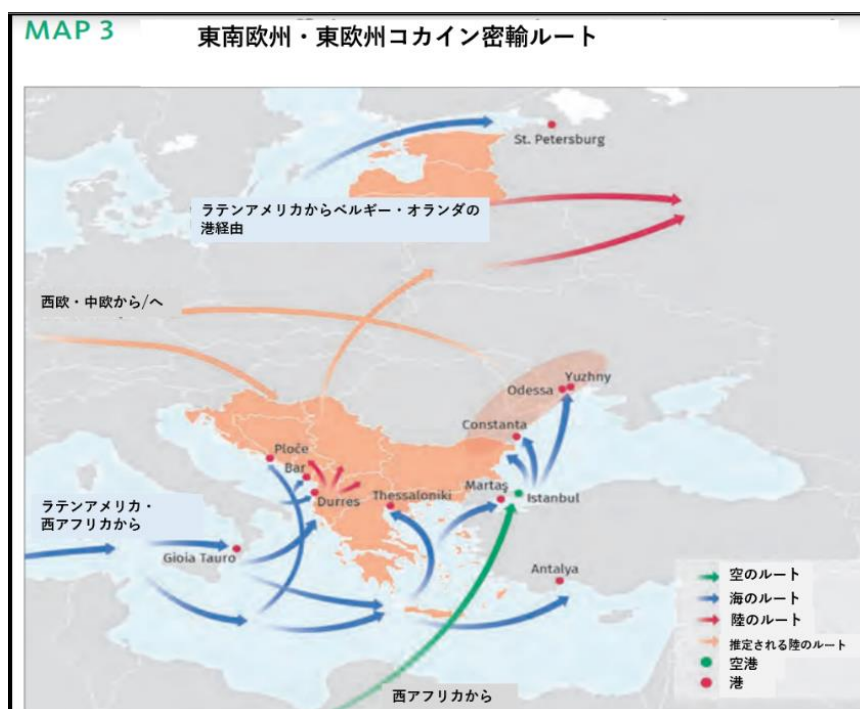 MAP 3
東南欧州・東欧州コカイン密輸ルート
St. Petersburg
ラテンアメリカからベルギー・オランダの
港経由
西欧・中欧から/へ
Yuzhny
Odessa
Constanta
Ploče
Bar
Durres
Thessaloniki
Martaş
Istanbul
ラテンアメリカ・
西アフリカから
Gioia Tauro
Antalya
空のルート
海のルート
陸のルート
推定される陸のルート
空港
港
西アフリカから